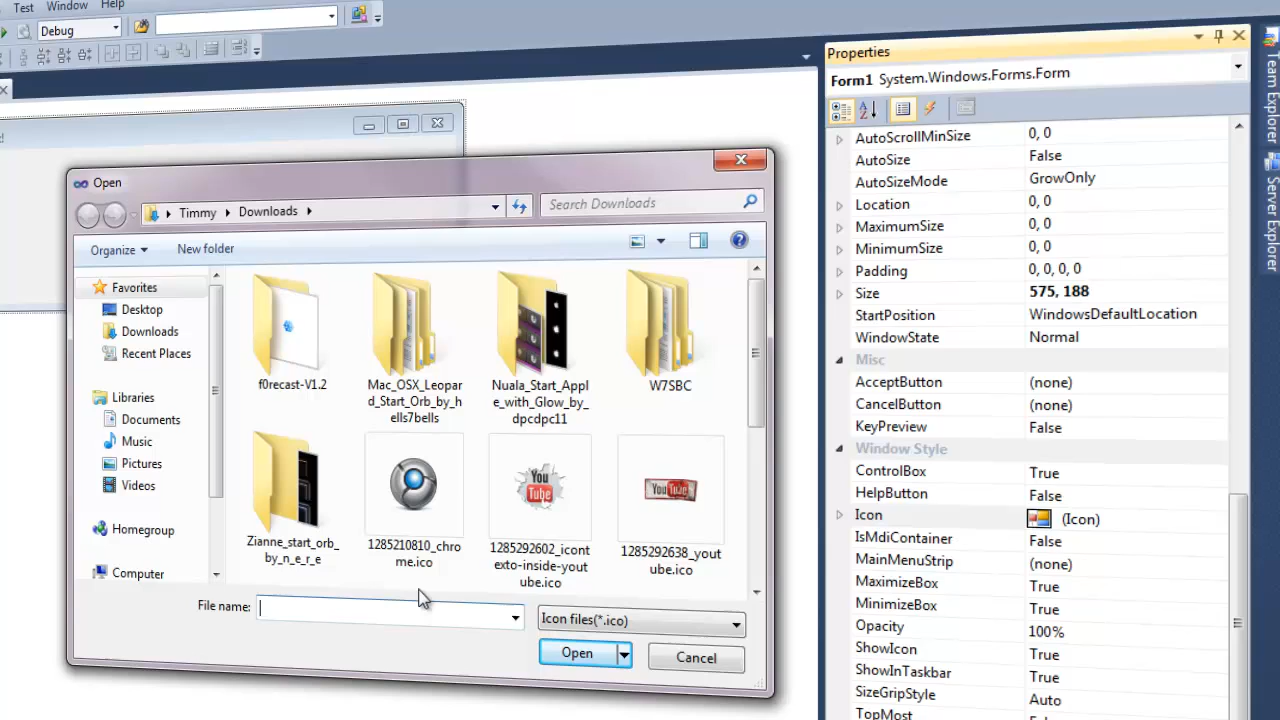 Test Window Help
Debug
Properties
Form1 System.Windows.Forms.Form
AutoScrollMinSize 0, 0
AutoSize False
AutoSizeMode GrowOnly
Location 0, 0
MaximumSize 0, 0
MinimumSize 0, 0
Padding 0, 0, 0, 0
Size 575, 188
StartPosition WindowsDefaultLocation
WindowState Normal
Misc
AcceptButton (none)
CancelButton (none)
KeyPreview False
Window Style
ControlBox True
HelpButton False
Icon (Icon)
IsMdiContainer False
MainMenuStrip (none)
MaximizeBox True
MinimizeBox True
Opacity 100%
ShowIcon True
ShowInTaskbar True
SizeGripStyle Auto
TopMost
Team Explorer
Server Explorer
Open
Timmy Downloads
Search Downloads
Organize New folder
Favorites
Desktop
Downloads
Recent Places
Libraries
Documents
Music
Pictures
Videos
Homegroup
Computer
f0recast-V1.2
Mac_OSX_Leopar
d_Start_Orb_by_h
ells7bells
Nuala_Start_Appl
e_with_Glow_by_
dpcdpc11
W7SBC
Zianne_start_orb_
by_n_e_r_e
1285210810_chro
me.ico
You
Tube
1285292602_icont
exto-inside-yout
ube.ico
You Tube
1285292638_yout
ube.ico
File name:
Icon files(*.ico)
Open Cancel